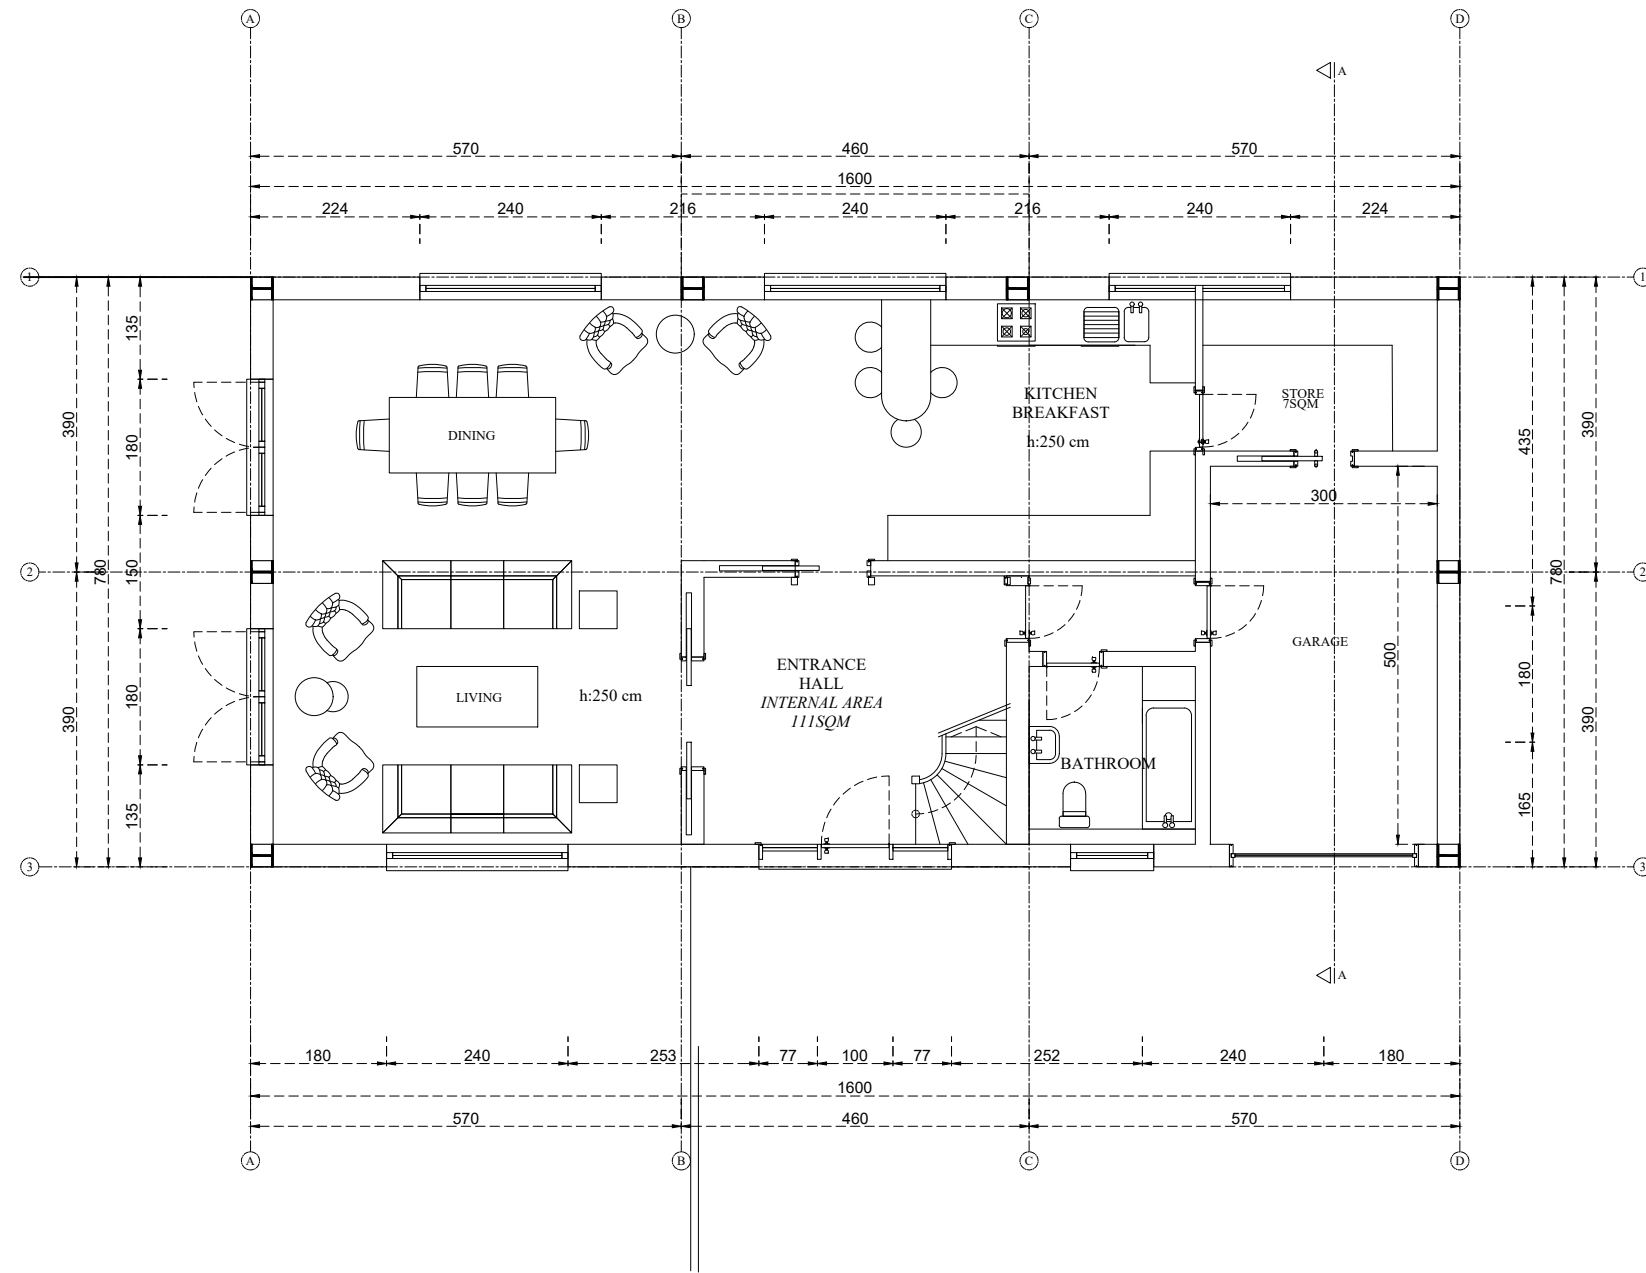 A B C D
A
570 460 570
1600
224 240 216 240 216 240 224
1 1
135
STORE
7SQM
KITCHEN
BREAKFAST
390 180 DINING h:250 cm 435 390
300
780 150 780
2 2
GARAGE
500
ENTRANCE
HALL
LIVING h:250 cm INTERNAL AREA
111SQM
390 180 180 390
BATHROOM
135 165
3 3
A
180 240 253 77 100 77 252 240 180
1600
570 460 570
A B C D